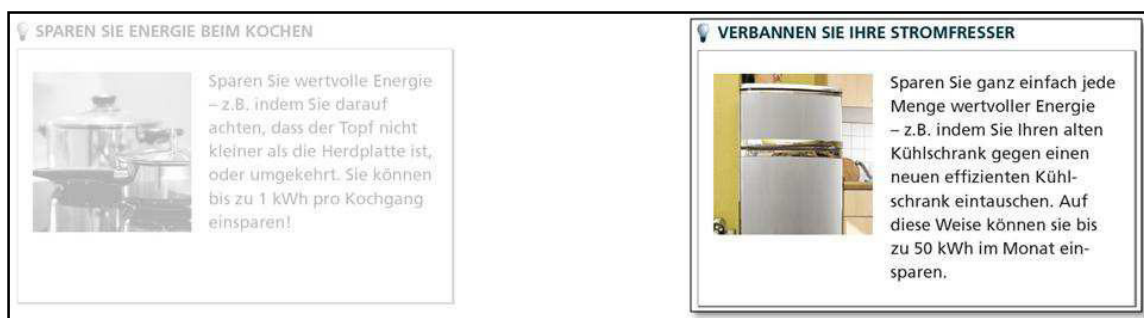 SPAREN SIE ENERGIE BEIM KOCHEN
Sparen Sie wertvolle Energie
– z.B. indem Sie darauf
achten, dass der Topf nicht
kleiner als die Herdplatte ist,
oder umgekehrt. Sie können
bis zu 1 kWh pro Kochgang
einsparen!
VERBANNEN SIE IHRE STROMFRESSER
Sparen Sie ganz einfach jede
Menge wertvoller Energie
– z.B. indem Sie Ihren alten
Kühlschrank gegen einen
neuen effizienten Kühl-
schrank eintauschen. Auf
diese Weise können sie bis
zu 50 kWh im Monat ein-
sparen.